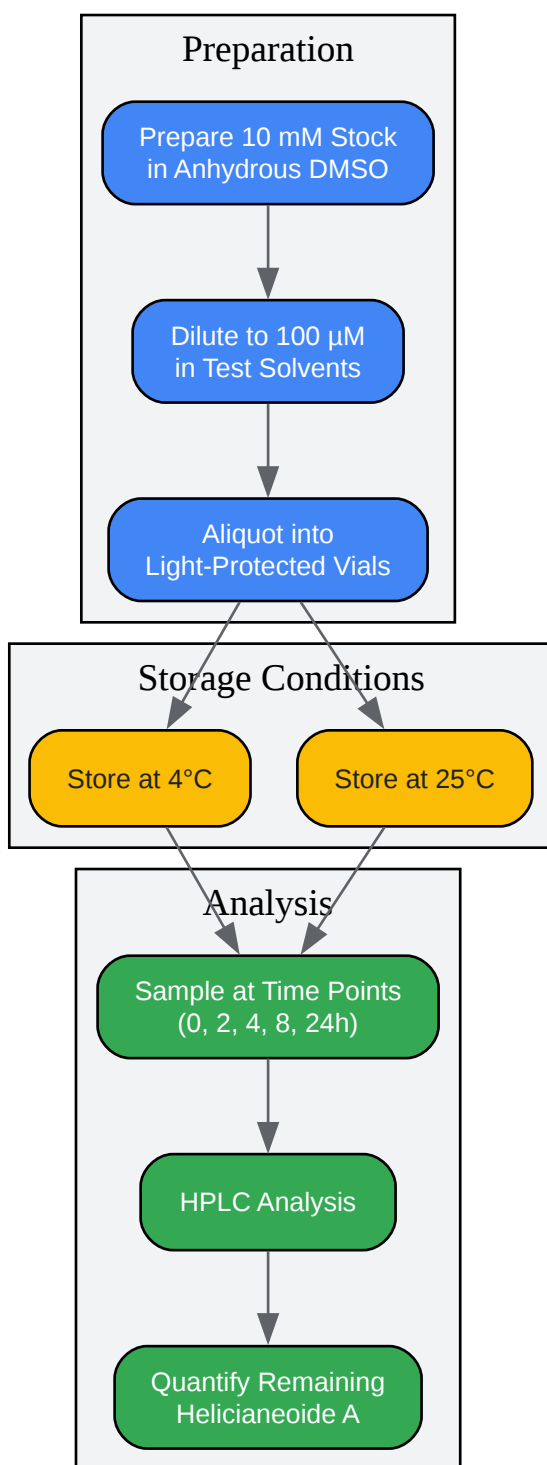 Preparation
Prepare 10 mM Stock
in Anhydrous DMSO
Dilute to 100 µM
in Test Solvents
Aliquot into
Light-Protected Vials
Storage Conditions
Store at 4°C
Store at 25°C
Analysis
Sample at Time Points
(0, 2, 4, 8, 24h)
HPLC Analysis
Quantify Remaining
Helicianeoide A